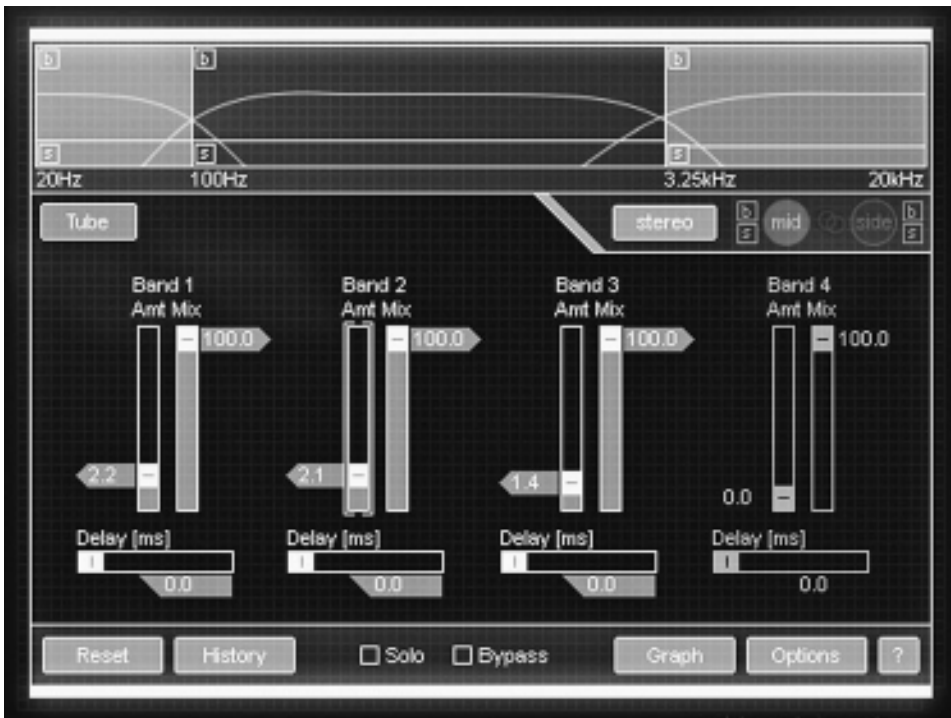 b b b
s s s
20Hz 100Hz 3.25kHz 20kHz
Tube stereo b s mid side b s
Band 1 Band 2 Band 3 Band 4
Amt Mix Amt Mix Amt Mix Amt Mix
100.0 100.0 100.0 100.0
2.2 2.1 1.4 0.0
Delay [ms] Delay [ms] Delay [ms] Delay [ms]
0.0 0.0 0.0 0.0
Reset History Solo Bypass Graph Options ?